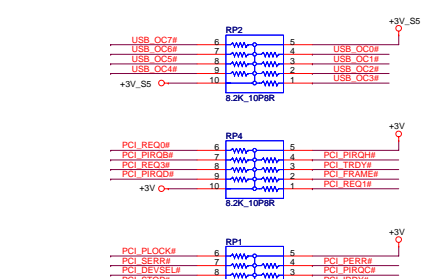 +3V_S5
RP2
USB_OC7# 6 5
USB_OC6# 7 4 USB_OC0#
USB_OC5# 8 3 USB_OC1#
USB_OC4# 9 2 USB_OC2#
+3V_S5 10 1 USB_OC3#
8.2K_10P8R
+3V
RP4
PCI_REQ0# 6 5
PCI_PIRQB# 7 4 PCI_PIRQH#
PCI_REQ3# 8 3 PCI_TRDY#
PCI_PIRQD# 9 2 PCI_FRAME#
+3V 10 1 PCI_REQ1#
8.2K_10P8R
+3V
RP1
PCI_PLOCK# 6 5
PCI_SERR# 7 4 PCI_PERR#
PCI_DEVSEL# 8 3 PCI_PIRQC#
PCI_STOP# PCI_IRDY#